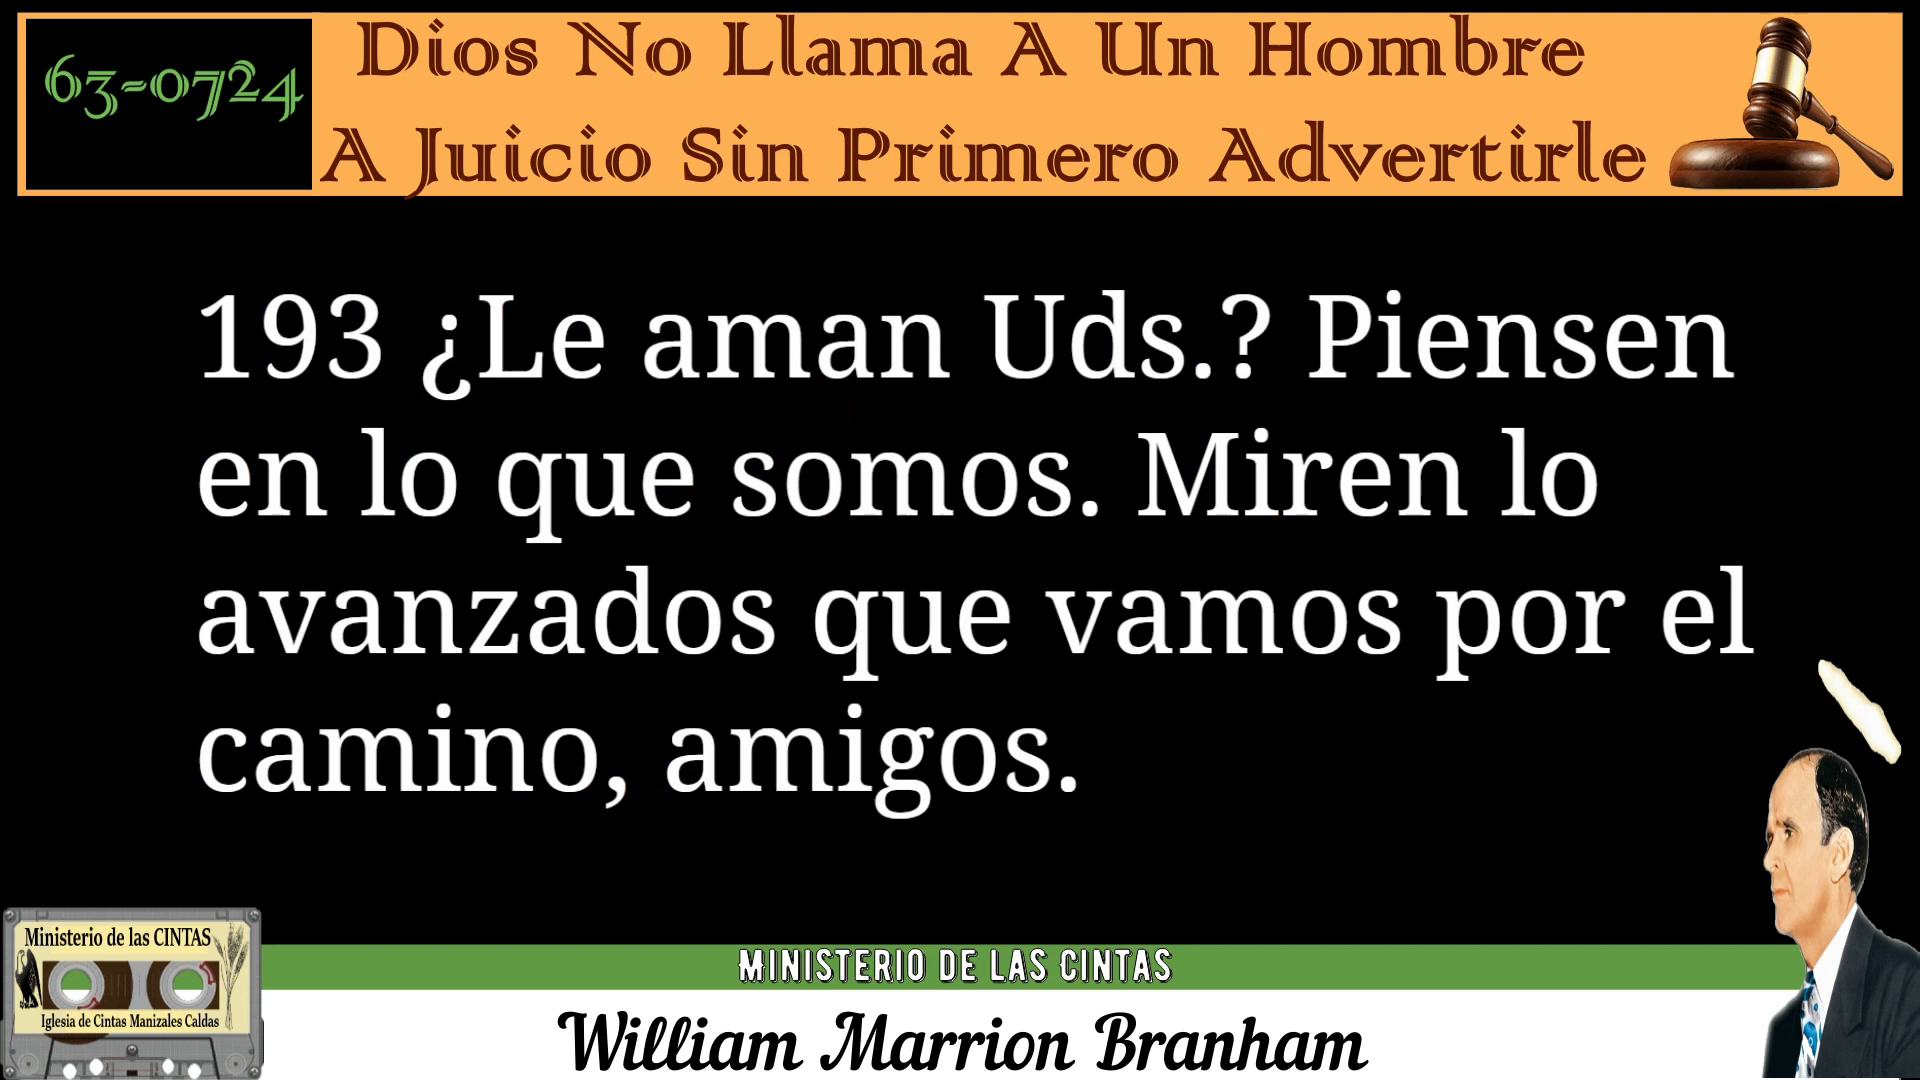 63-0724
Dios No Llama A Un Hombre
A Juicio Sin Primero Advertirle
193 ¿Le aman Uds.? Piensen
en lo que somos. Miren lo
avanzados que vamos por el
camino, amigos.
Ministerio de las CINTAS
Iglesia de Cintas Manizales Caldas
MINISTERIO DE LAS CINTAS
William Marrion Branham